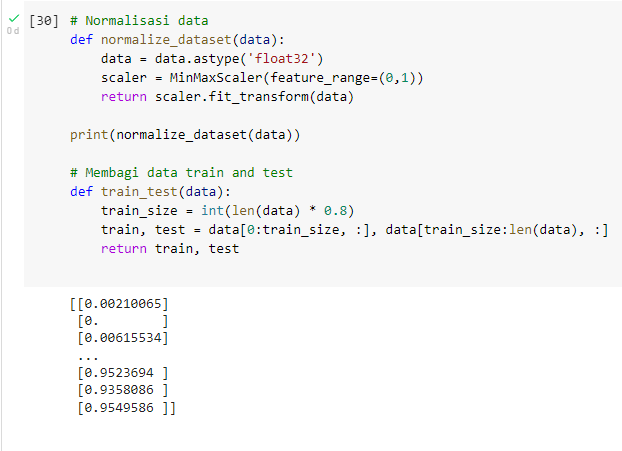 [30] # Normalisasi data
0d
def normalize_dataset(data):
    data = data.astype('float32')
    scaler = MinMaxScaler(feature_range=(0,1))
    return scaler.fit_transform(data)

print(normalize_dataset(data))

# Membagi data train and test
def train_test(data):
    train_size = int(len(data) * 0.8)
    train, test = data[0:train_size, :], data[train_size:len(data), :]
    return train, test

[[0.00210065]
 [0.        ]
 [0.00615534]
 ...
 [0.9523694 ]
 [0.9358086 ]
 [0.9549586 ]]